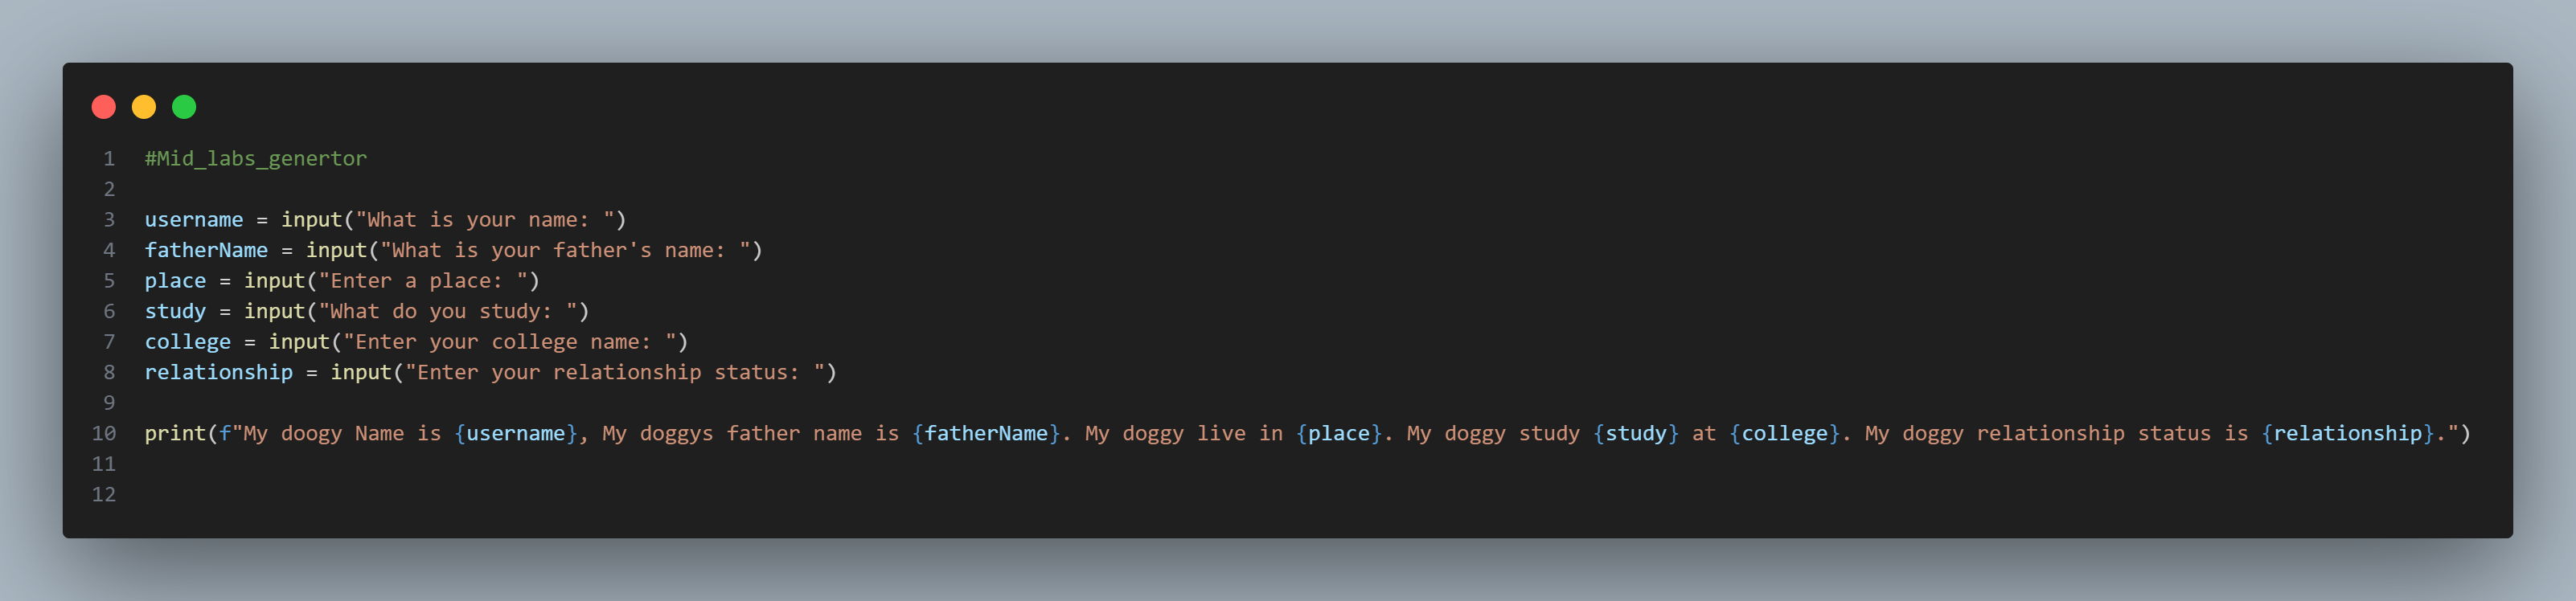 1 #Mid_labs_genertor
2
3 username = input("What is your name: ")
4 fatherName = input("What is your father's name: ")
5 place = input("Enter a place: ")
6 study = input("What do you study: ")
7 college = input("Enter your college name: ")
8 relationship = input("Enter your relationship status: ")
9
10 print(f"My doogy Name is {username}, My doggys father name is {fatherName}. My doggy live in {place}. My doggy study {study} at {college}. My doggy relationship status is {relationship}.")
11
12